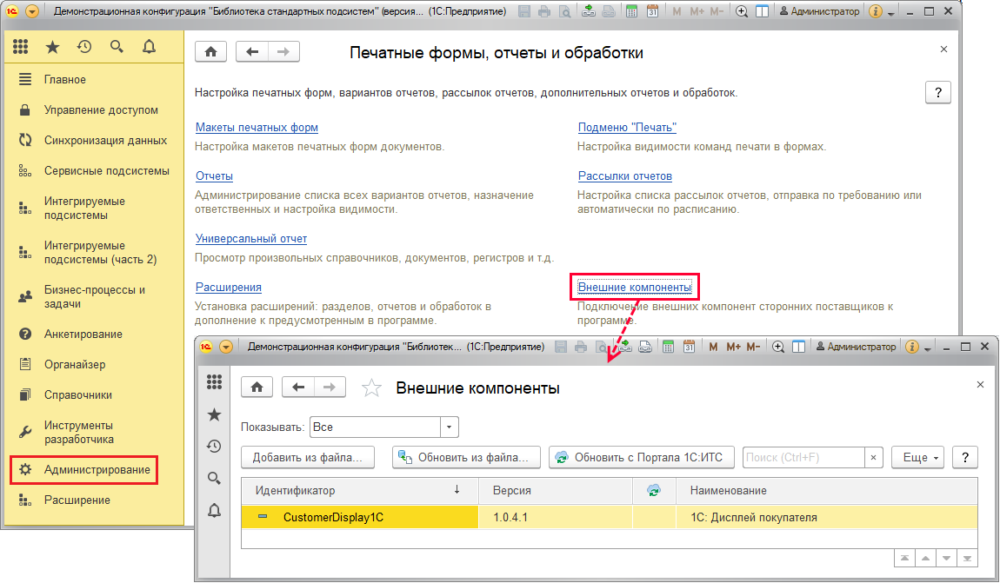 Демонстрационная конфигурация "Библиотека стандартных подсистем" (версия... (1С:Предприятие)
31
M M+ M-
Администратор
Главное
Управление доступом
Синхронизация данных
Сервисные подсистемы
Интегрируемые
подсистемы
Интегрируемые
подсистемы (часть 2)
Бизнес-процессы и
задачи
Анкетирование
Органайзер
Справочники
Инструменты
разработчика
Администрирование
Расширение
Печатные формы, отчеты и обработки
Настройка печатных форм, вариантов отчетов, рассылок отчетов, дополнительных отчетов и обработок.
?
Макеты печатных форм
Настройка макетов печатных форм документов.
Подменю "Печать"
Настройка видимости команд печати в формах.
Отчеты
Администрирование списка всех вариантов отчетов, назначение
ответственных и настройка видимости.
Рассылки отчетов
Настройка списка рассылок отчетов, отправка по требованию или
автоматически по расписанию.
Универсальный отчет
Просмотр произвольных справочников, документов, регистров и т.д.
Расширения
Установка расширений: разделов, отчетов и обработок в
дополнение к предусмотренным в программе.
Внешние компоненты
Подключение внешних компонент сторонних поставщиков к
программе.
Демонстрационная конфигурация "Библиотек... (1С:Предприятие)
31
M M+ M-
Администратор
Внешние компоненты
Показывать: Все
Добавить из файла...
Обновить из файла...
Обновить с Портала 1С:ИТС
Поиск (Ctrl+F)
×
Еще
?
Идентификатор ↓ Версия Наименование
CustomerDisplay1C 1.0.4.1 1С: Дисплей покупателя